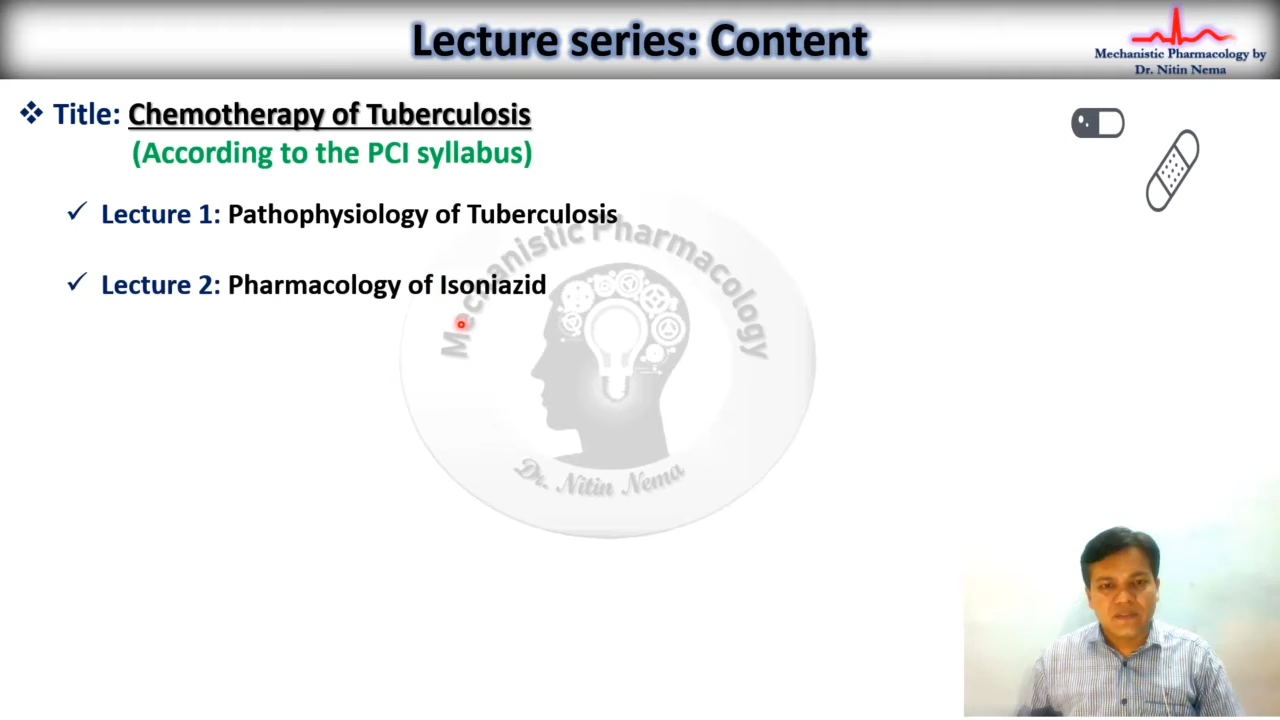 Lecture series: Content
Mechanistic Pharmacology by
Dr. Nitin Nema
❖ Title: Chemotherapy of Tuberculosis
(According to the PCI syllabus)
✓ Lecture 1: Pathophysiology of Tuberculosis
✓ Lecture 2: Pharmacology of Isoniazid
Mechanistic Pharmacology
Dr. Nitin Nema